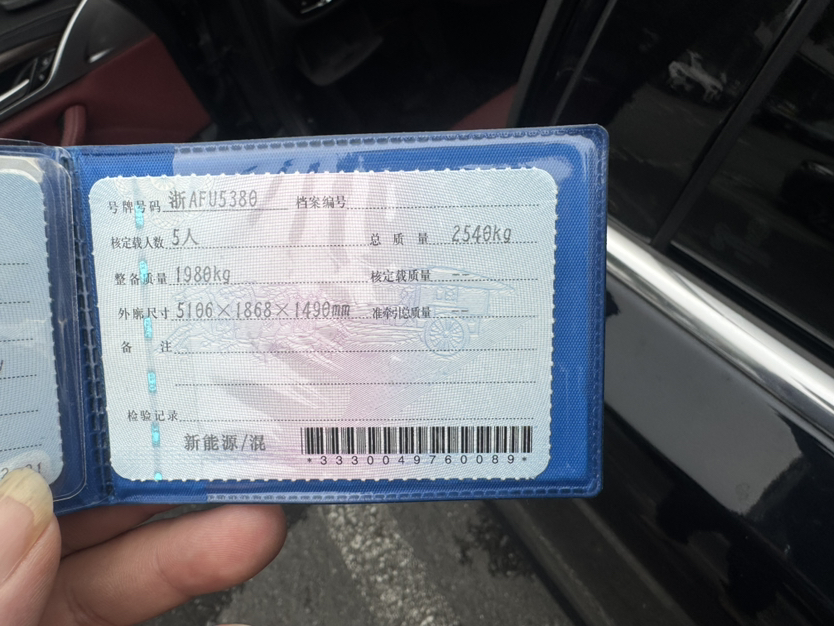 号牌号码 浙AFU5380 档案编号
核定载人数 5人 总质量 2540kg
整备质量 1980kg 核定载质量 --
外廓尺寸 5106×1868×1490mm 准牵引总质量 --
备注
检验记录
新能源/混
*3330049760089*